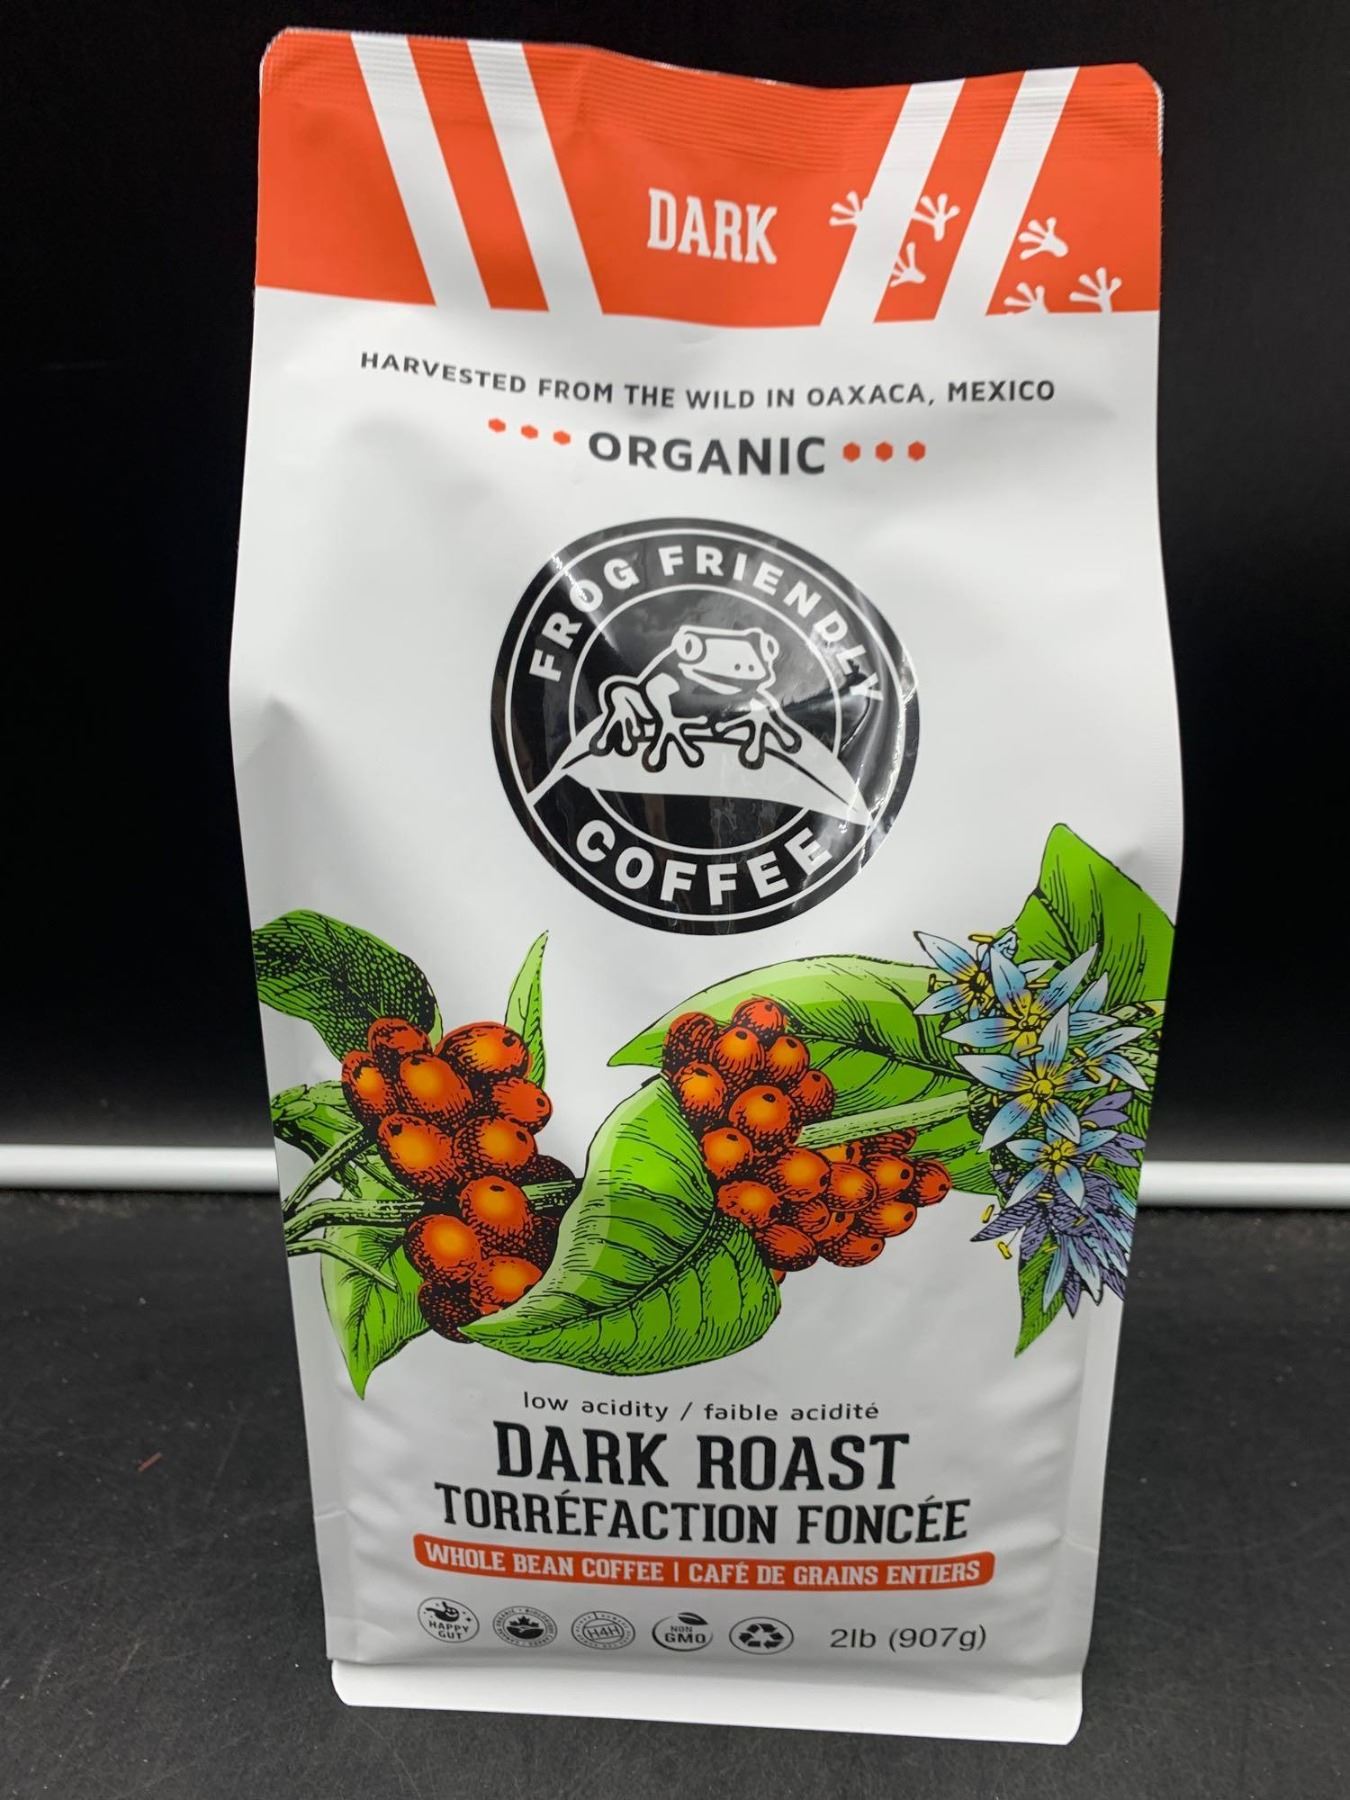 DARK
HARVESTED FROM THE WILD IN OAXACA, MEXICO
ORGANIC
FROG FRIENDLY
COFFEE
low acidity / faible acidité
DARK ROAST
TORRÉFACTION FONCÉE
WHOLE BEAN COFFEE | CAFÉ DE GRAINS ENTIERS
HAPPY
GUT
H4H
NON
GMO
2lb (907g)